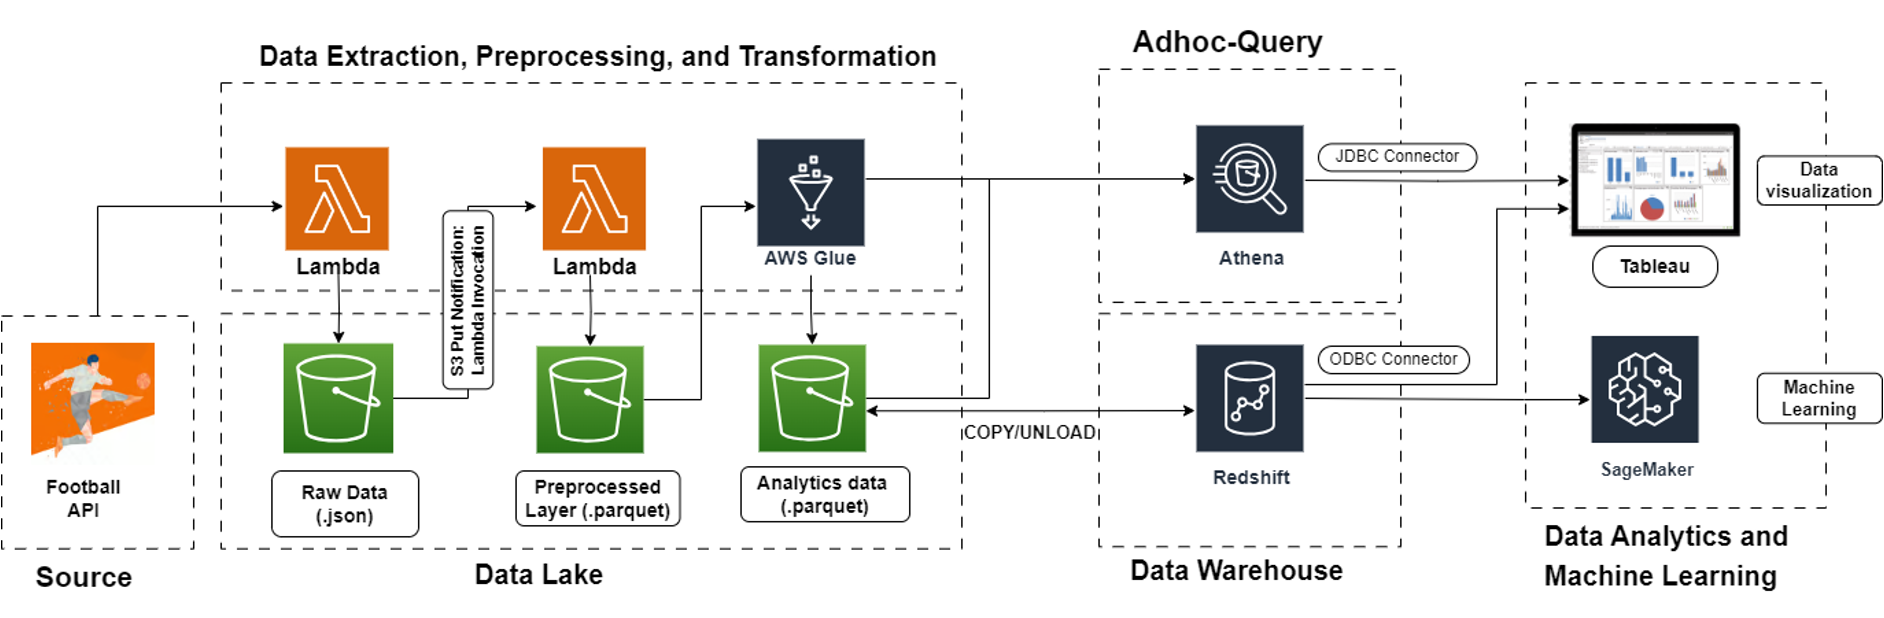 Data Extraction, Preprocessing, and Transformation
Adhoc-Query
Lambda
Lambda
AWS Glue
S3 Put Notification:
Lambda Invocation
Athena
JDBC Connector
Data
visualization
Tableau
Football
API
Source
Raw Data
(.json)
Preprocessed
Layer (.parquet)
Analytics data
(.parquet)
Data Lake
COPY/UNLOAD
Redshift
ODBC Connector
Data Warehouse
SageMaker
Machine
Learning
Data Analytics and
Machine Learning